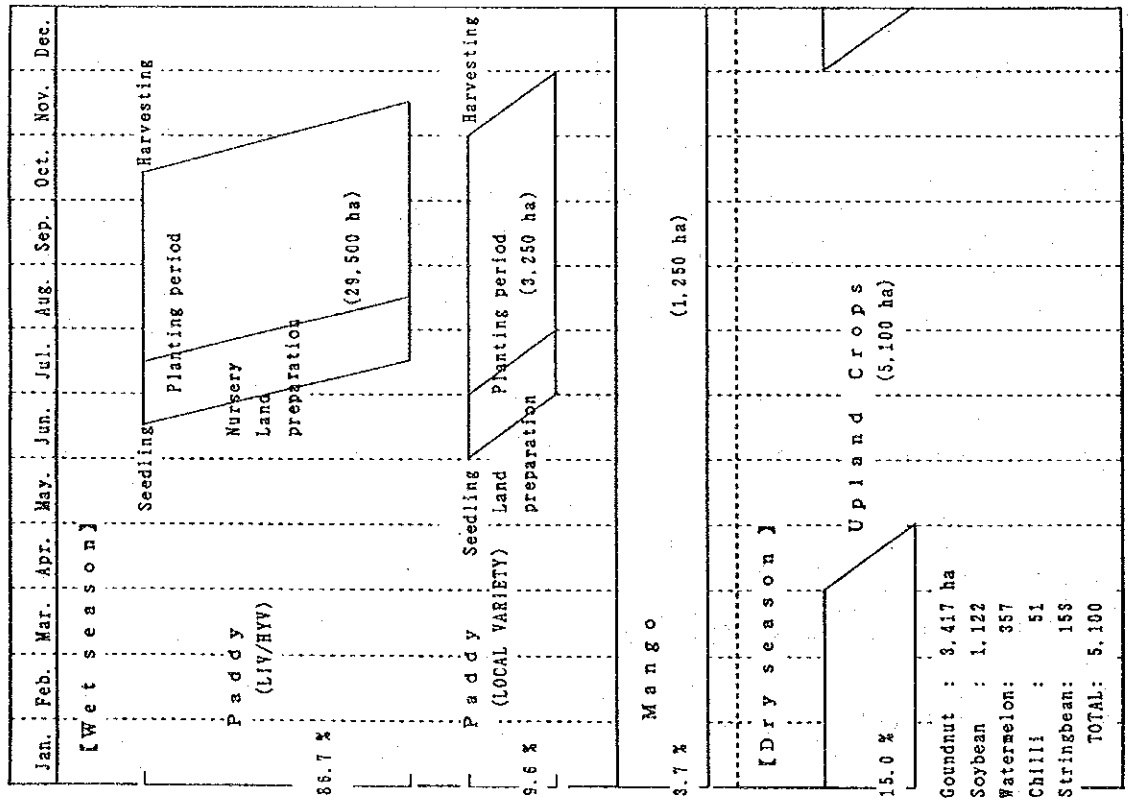 Jan. Feb. Mar. Apr. May. Jun. Jul. Aug. Sep. Oct. Nov. Dec.
[Wet season]
Seedling Harvesting
Planting period
Paddy
(LIV/HYV)
Nursery
Land
preparation
86.7 %
(29,500 ha)
Paddy
(LOCAL VARIETY)
Seedling Harvesting
Land
preparation
Planting period
(3,250 ha)
9.6 %
Mango
(1,250 ha)
3.7 %
[Dry season]
Upland Crops
(5,100 ha)
15.0 %
Goundnut : 3,417 ha
Soybean : 1,122
Watermelon: 357
Chilli : 51
Stringbean: 153
TOTAL: 5,100